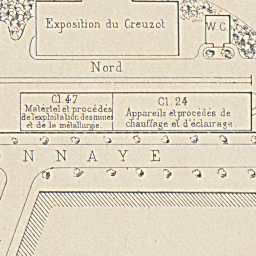 Exposition du Creuzot
W.C.
Nord
Cl. 47
Matériel et procédés
de l'exploitation des mines
et de la métallurgie.
Cl. 24
Appareils et procédés de
chauffage et d'éclairage.
NNAYE